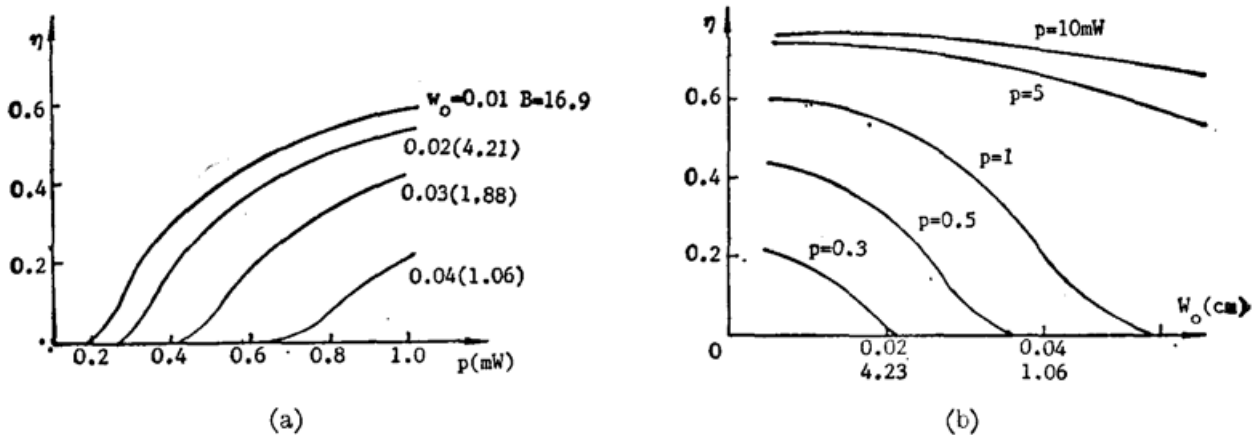 η
0.6
0.4
0.2
w₀=0.01 B=16.9
0.02(4.21)
0.03(1.88)
0.04(1.06)
0.2 0.4 0.6 0.8 1.0
p(mW)
(a)
η
0.6
0.4
0.2
0
p=10mW
p=5
p=1
p=0.5
p=0.3
W₀(cm)
0.02 0.04
4.23 1.06
(b)